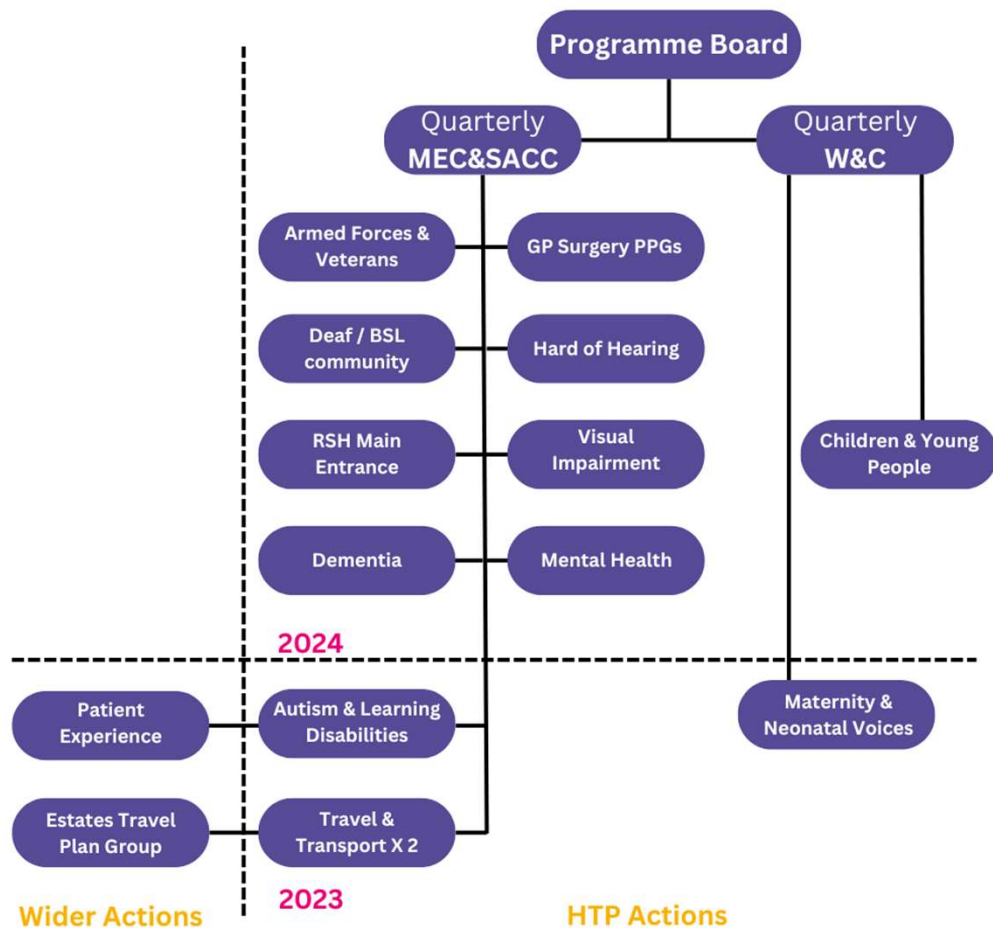 Programme Board
Quarterly
MEC&SACC
Quarterly
W&C
Armed Forces &
Veterans
GP Surgery PPGs
Deaf / BSL
community
Hard of Hearing
RSH Main
Entrance
Visual
Impairment
Children & Young
People
Dementia
Mental Health
2024
Patient
Experience
Autism & Learning
Disabilities
Maternity &
Neonatal Voices
Estates Travel
Plan Group
Travel &
Transport X 2
2023
Wider Actions
HTP Actions